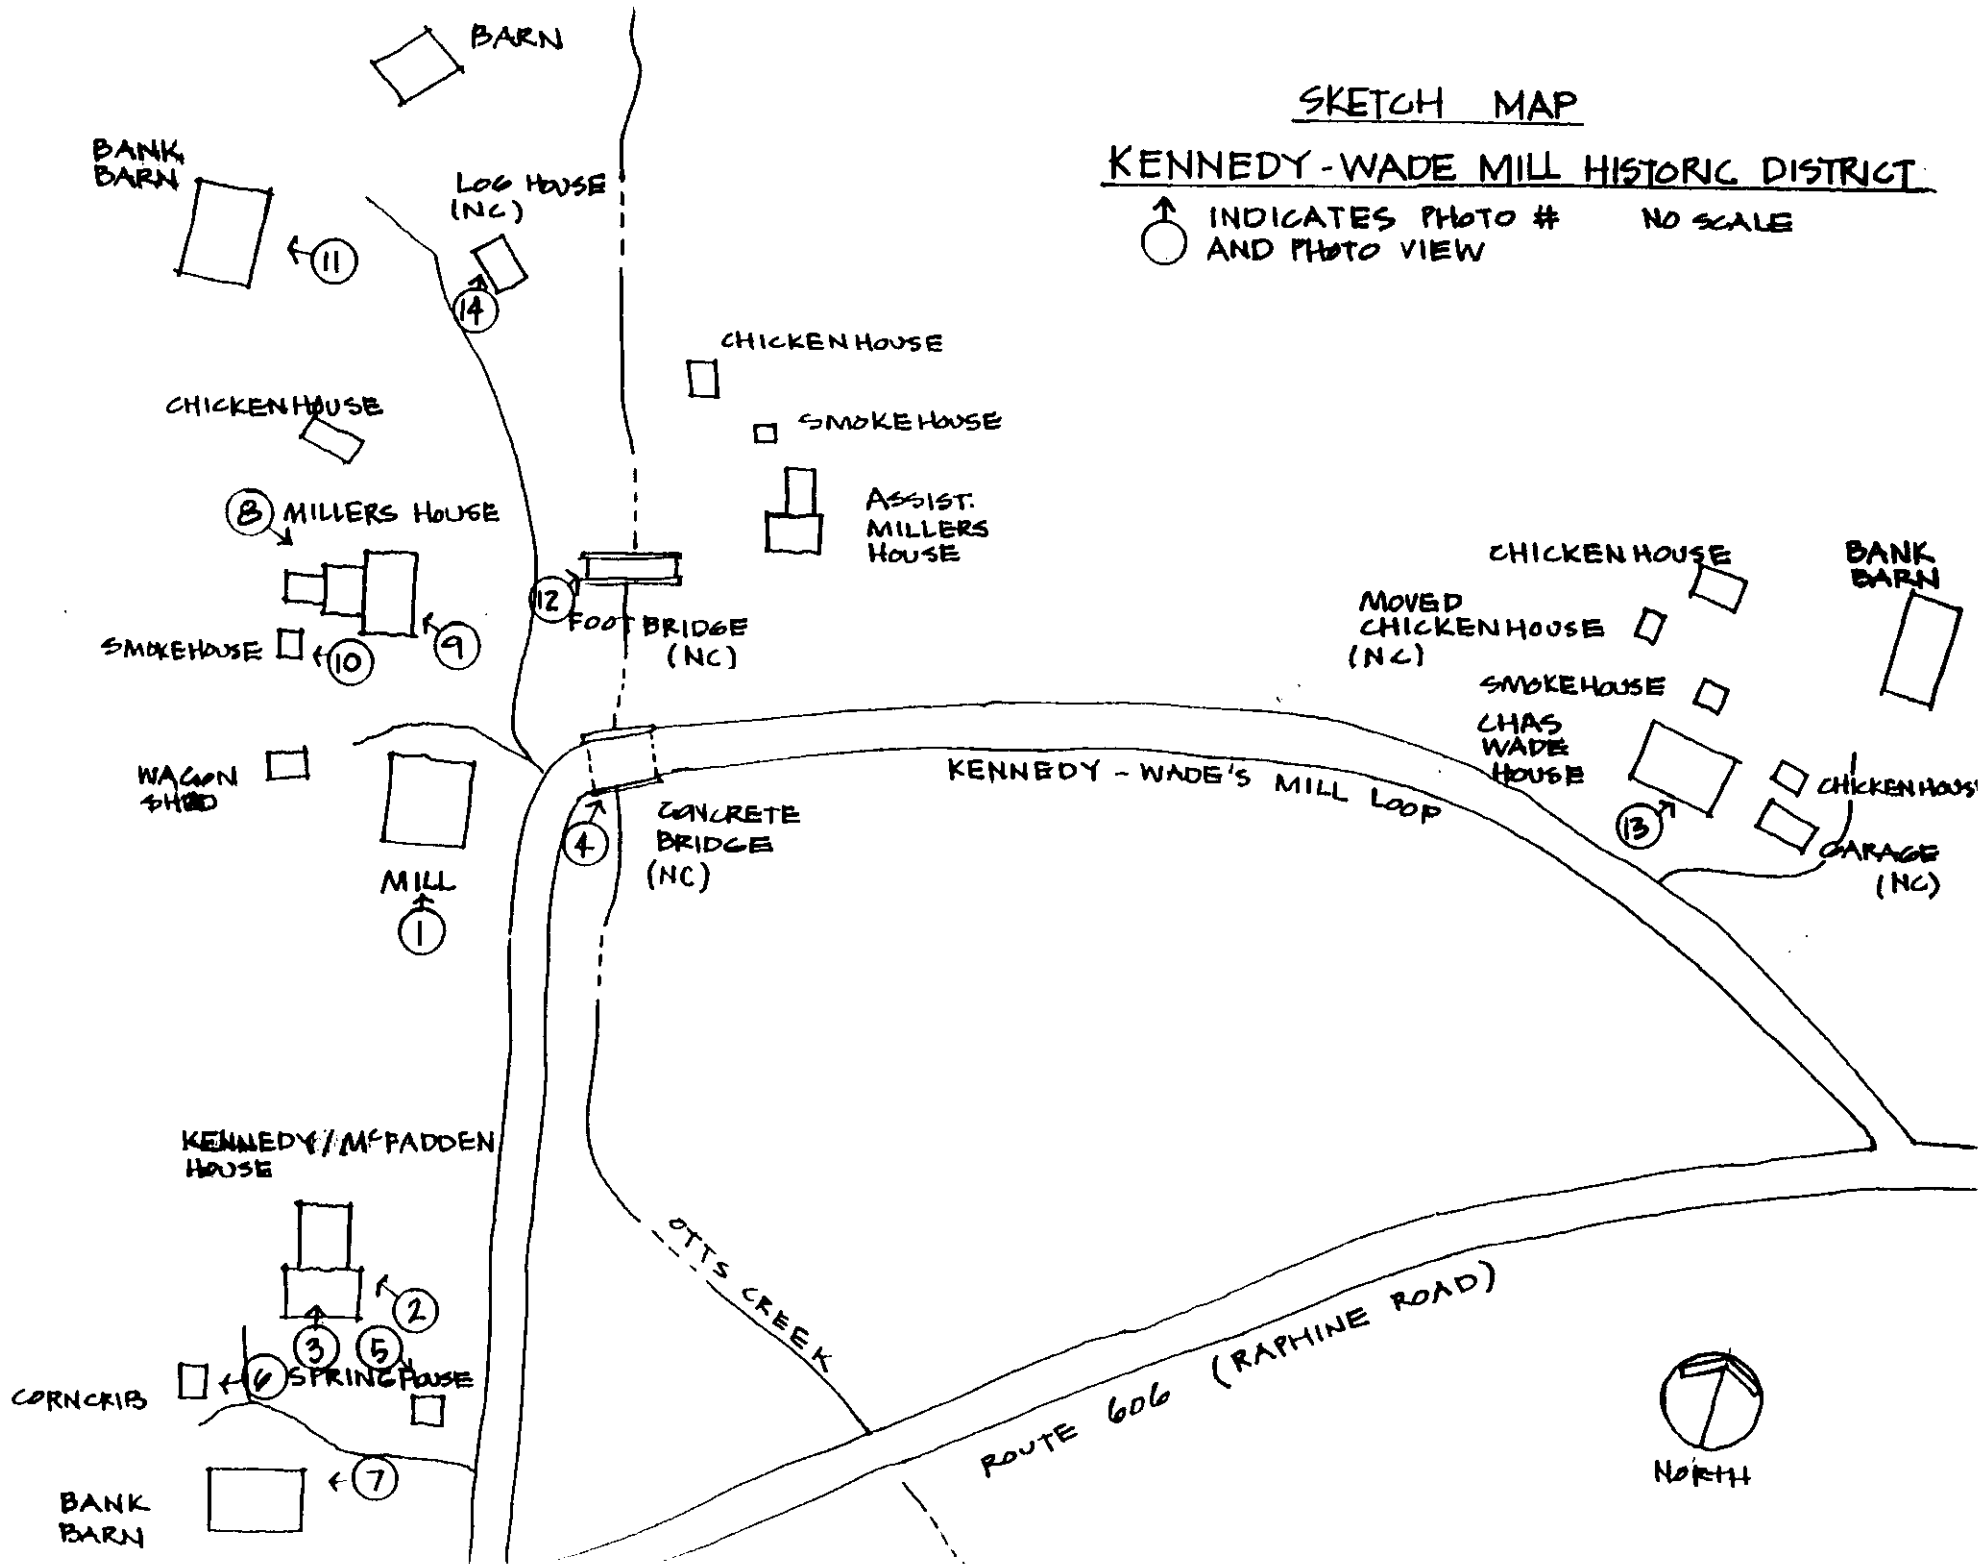 SKETCH MAP
KENNEDY-WADE MILL HISTORIC DISTRICT
INDICATES PHOTO # NO SCALE
AND PHOTO VIEW
BARN
BANK
BARN
11
LOG HOUSE
(NC)
14
CHICKENHOUSE
SMOKEHOUSE
CHICKENHOUSE
8 MILLERS HOUSE
ASSIST.
MILLERS
HOUSE
12
FOOT BRIDGE
(NC)
9
SMOKEHOUSE
10
CHICKENHOUSE
BANK
BARN
MOVED
CHICKENHOUSE
(NC)
SMOKEHOUSE
CHAS
WADE
HOUSE
13
CHICKENHOUS
GARAGE
(NC)
WAGON
SHED
KENNEDY-WADE'S MILL LOOP
4
CONCRETE
BRIDGE
(NC)
MILL
1
KENNEDY/McFADDEN
HOUSE
2
3
5
6 SPRINGHOUSE
CORNCRIB
7
BANK
BARN
OTTS CREEK
ROUTE 606 (RAPHINE ROAD)
NORTH